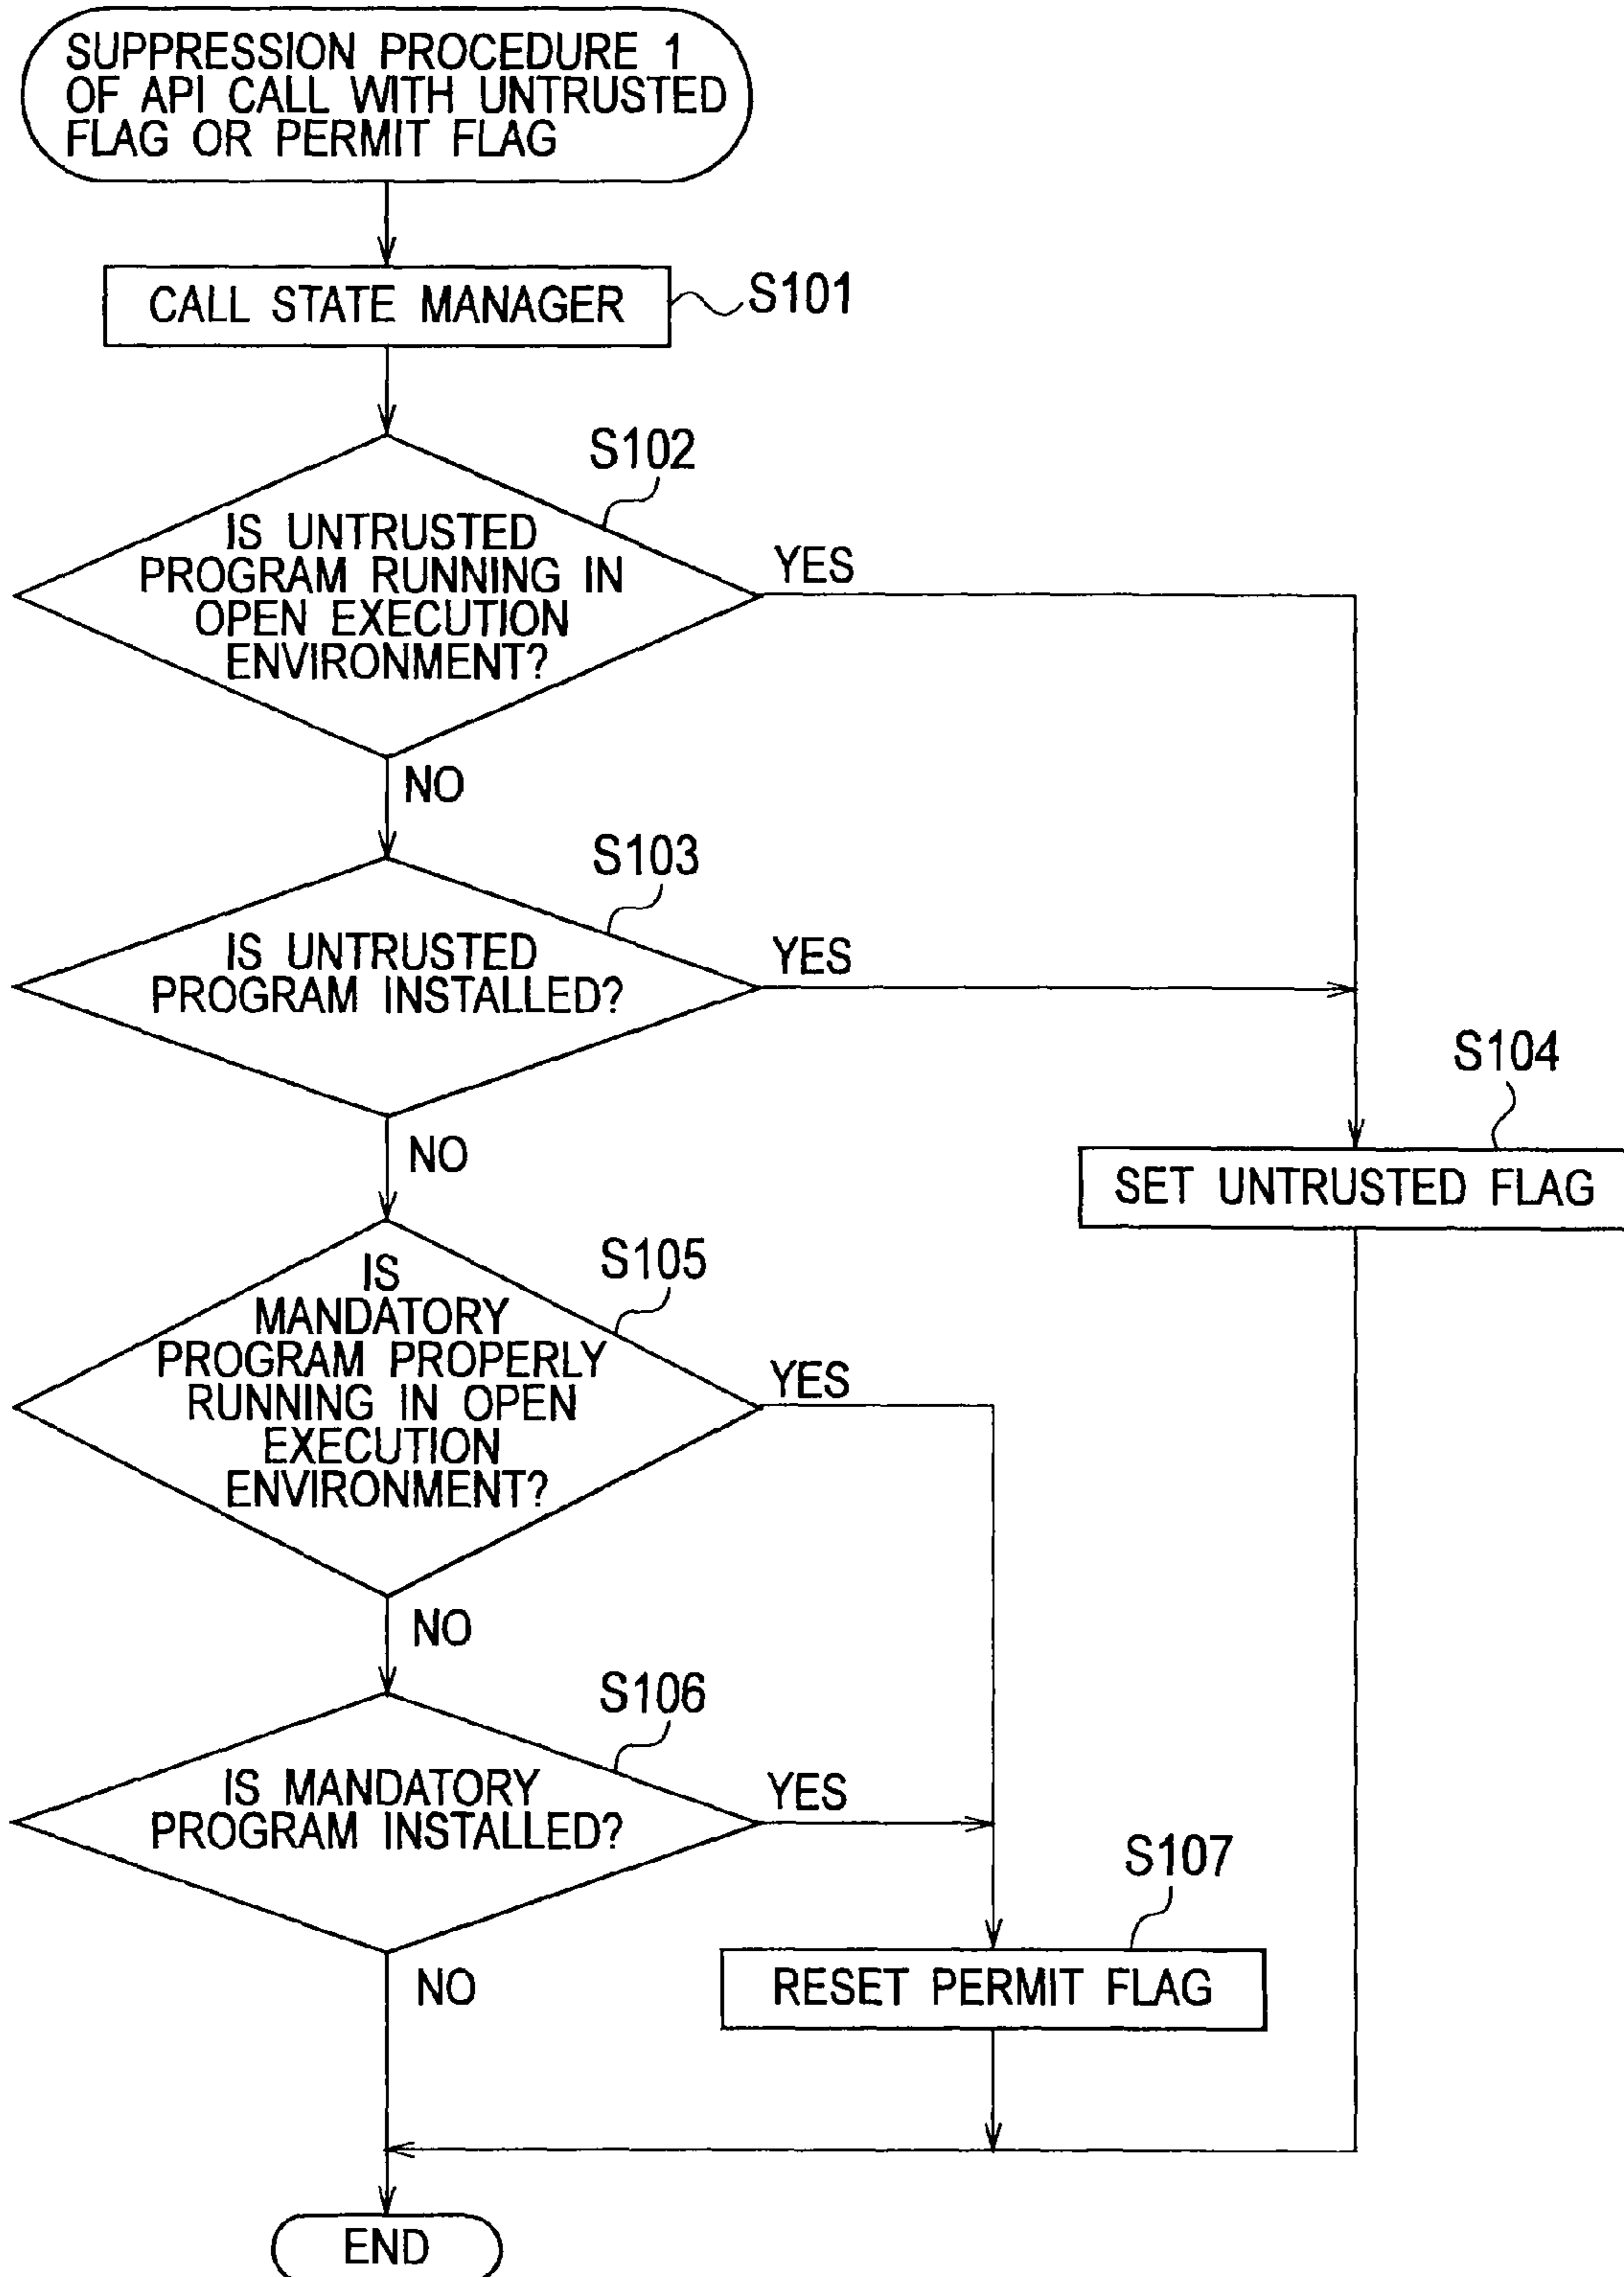 SUPPRESSION PROCEDURE 1
OF API CALL WITH UNTRUSTED
FLAG OR PERMIT FLAG
CALL STATE MANAGER
S101
S102
IS UNTRUSTED
PROGRAM RUNNING IN
OPEN EXECUTION
ENVIRONMENT?
YES
NO
S103
IS UNTRUSTED
PROGRAM INSTALLED?
YES
NO
S104
SET UNTRUSTED FLAG
S105
IS
MANDATORY
PROGRAM PROPERLY
RUNNING IN OPEN
EXECUTION
ENVIRONMENT?
YES
NO
S106
IS MANDATORY
PROGRAM INSTALLED?
YES
NO
S107
RESET PERMIT FLAG
END